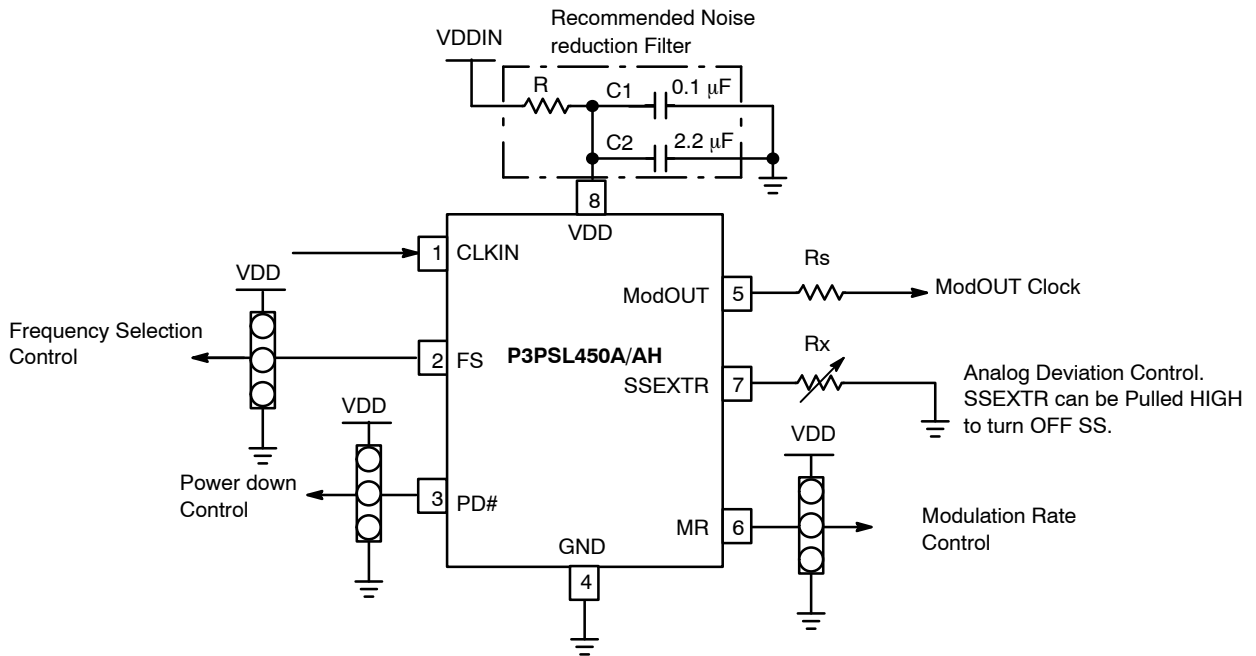 Recommended Noise
reduction Filter
VDDIN
R
C1
0.1 μF
C2
2.2 μF
8
VDD
1
CLKIN
VDD
ModOUT
5
Rs
ModOUT Clock
Frequency Selection
Control
2
FS
P3PSL450A/AH
SSEXTR
7
Rx
Analog Deviation Control.
SSEXTR can be Pulled HIGH
to turn OFF SS.
VDD
VDD
Power down
Control
3
PD#
MR
6
Modulation Rate
Control
GND
4